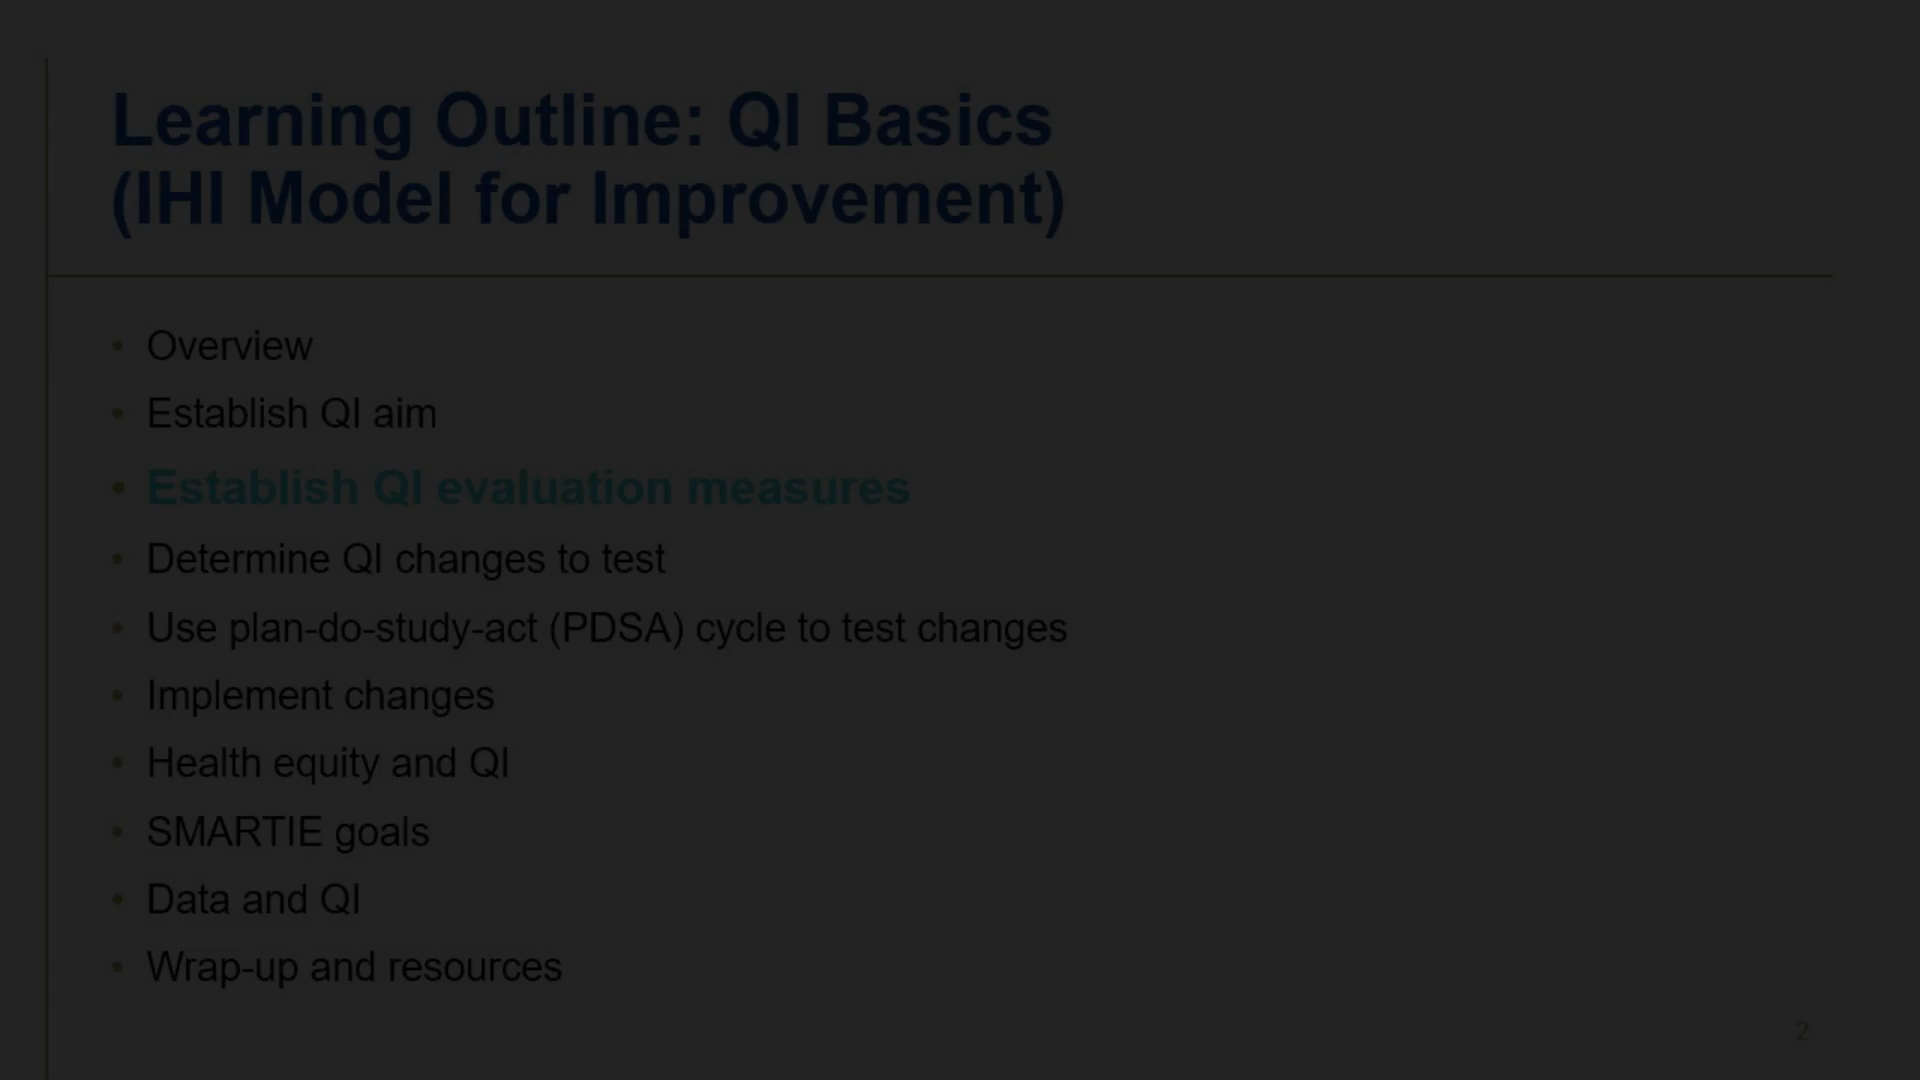 Learning Outline: QI Basics
(IHI Model for Improvement)
• Overview
• Establish QI aim
• Establish QI evaluation measures
• Determine QI changes to test
• Use plan-do-study-act (PDSA) cycle to test changes
• Implement changes
• Health equity and QI
• SMARTIE goals
• Data and QI
• Wrap-up and resources
2